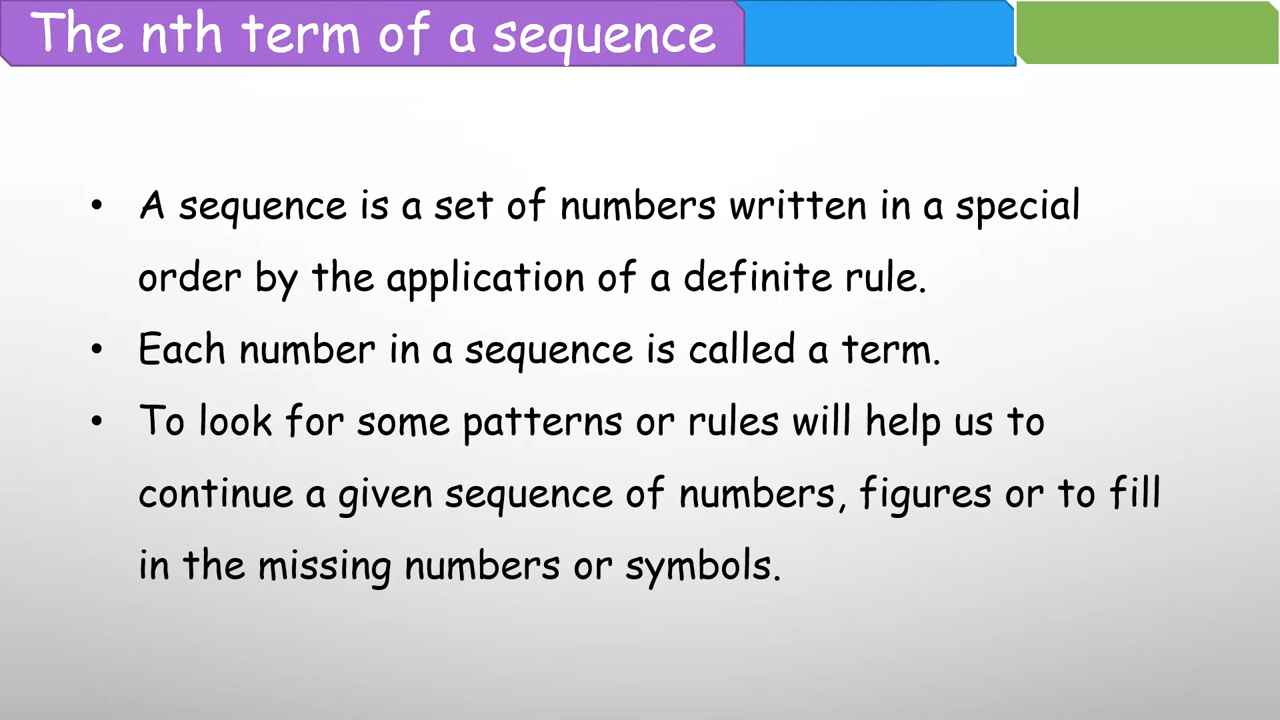 The nth term of a sequence
• A sequence is a set of numbers written in a special
order by the application of a definite rule.
• Each number in a sequence is called a term.
• To look for some patterns or rules will help us to
continue a given sequence of numbers, figures or to fill
in the missing numbers or symbols.